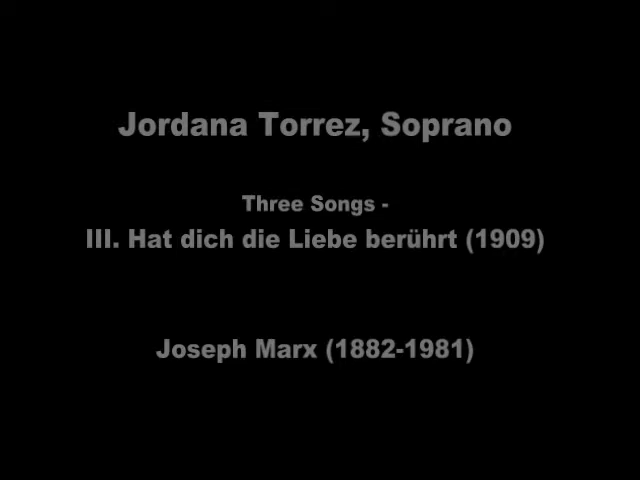 Jordana Torrez, Soprano
Three Songs -
III. Hat dich die Liebe berührt (1909)
Joseph Marx (1882-1981)